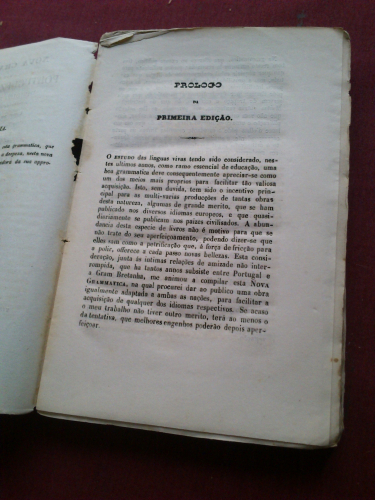 PROLOGO
DA
PRIMEIRA EDIÇÃO.
O ESTUDO das linguas vivas tendo sido considerado, nes-
tes ultimos annos, como ramo essencial de educação, uma
boa grammatica deve consequentemente apreciar-se como
um dos meios mais proprios para facilitar tão valiosa
acquisição. Isto, sem duvida, tem sido o incentivo prin-
cipal para as multi-variadas producções de tantas obras
desta natureza, algumas de grande merito, que se ham
publicado nos diversos idiomas europeos, e que quasi-
diariamente se publicam nos paizes civilisados. A abun-
dancia desta especie de livros não é motivo para que se
não trate do seu aperfeiçoamento, podendo dizer-se que
elles sam como a petrificação que, à força de fricção para
a polir, offerece a cada passo novas bellezas. Esta consi-
deração, junta ás intimas relações de amizade não inter-
rompida, que ha tantos annos subsiste entre Portugal e
a Gram Bretanha, me animou a compilar esta NOVA
GRAMMATICA, na qual procurei dar ao publico uma obra
igualmente adaptada a ambas as nações, para facilitar a
acquisição de qualquer dos idiomas respectivos. Se acaso
o meu trabalho não tiver outro merito, terá ao menos o
da tentativa, que melhores engenhos poderão depois aper-
feiçoar.